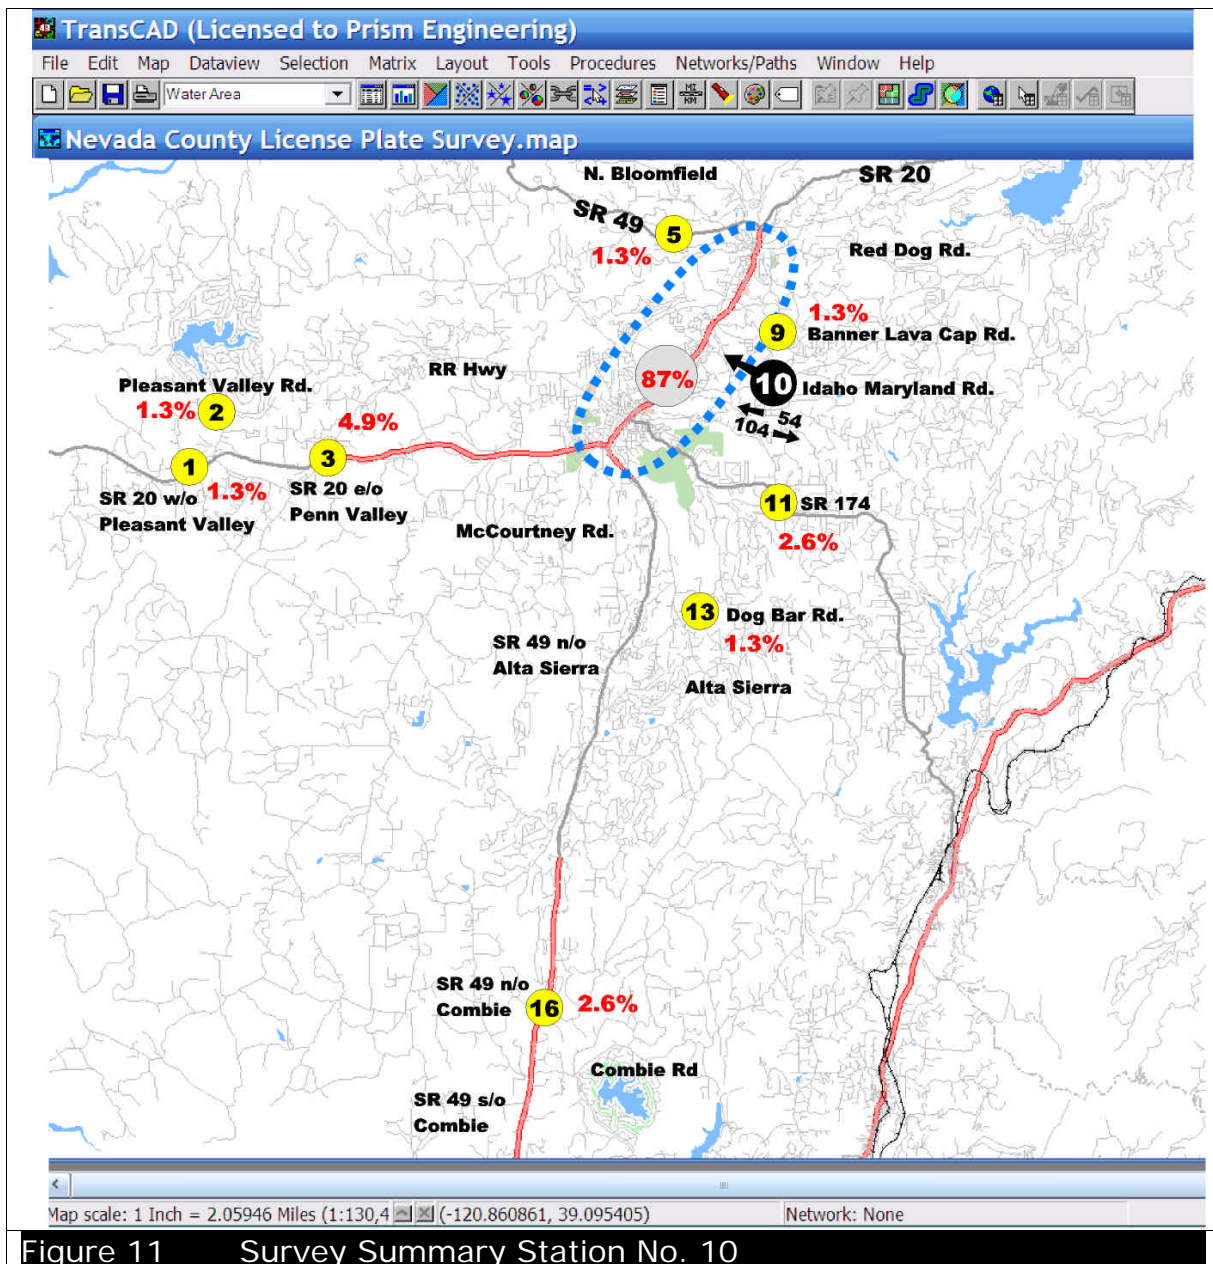 TransCAD (Licensed to Prism Engineering)
File Edit Map Dataview Selection Matrix Layout Tools Procedures Networks/Paths Window Help
Water Area
MI
KM
Nevada County License Plate Survey.map
N. Bloomfield
SR 20
SR 49
5
1.3%
Red Dog Rd.
1.3%
9
Banner Lava Cap Rd.
RR Hwy
87%
10
Idaho Maryland Rd.
Pleasant Valley Rd.
1.3%
2
4.9%
104
54
1
3
SR 20 w/o
Pleasant Valley
1.3%
SR 20 e/o
Penn Valley
11
SR 174
McCourtney Rd.
2.6%
13
Dog Bar Rd.
1.3%
SR 49 n/o
Alta Sierra
Alta Sierra
SR 49 n/o
Combie
16
2.6%
Combie Rd
SR 49 s/o
Combie
Map scale: 1 Inch = 2.05946 Miles (1:130,4
(-120.860861, 39.095405)
Network: None
Figure 11 Survey Summary Station No. 10